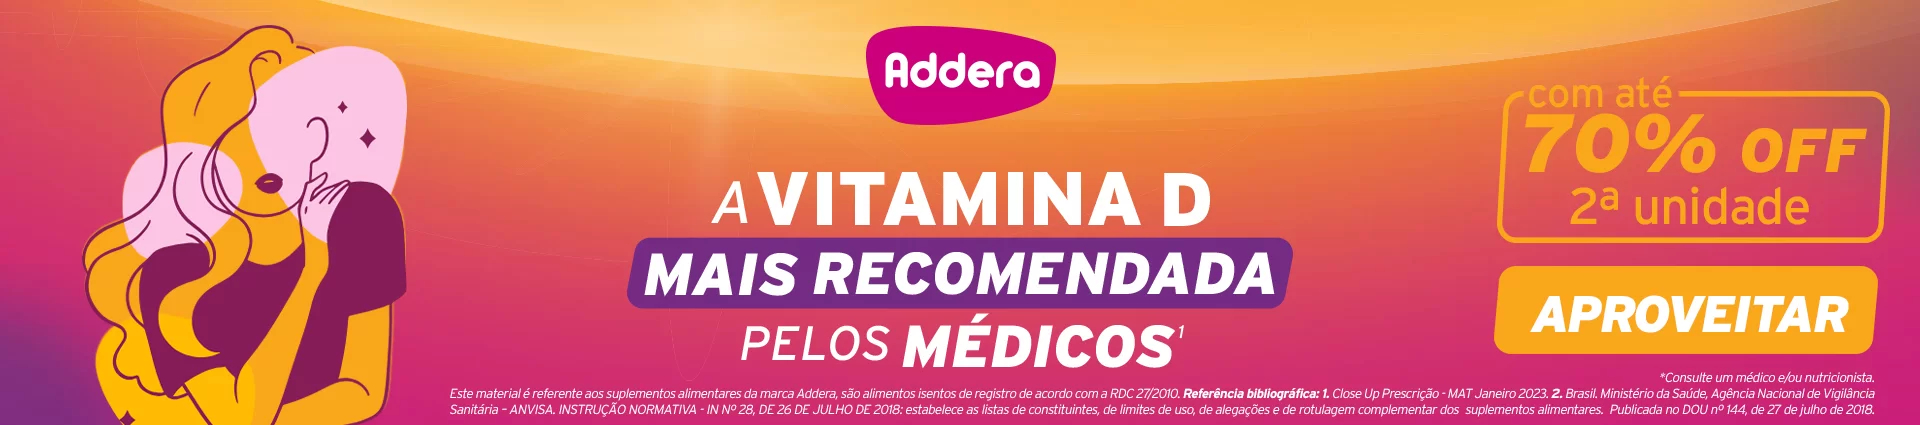 Addera
A VITAMINA D
MAIS RECOMENDADA
PELOS MÉDICOS¹
com até
70% OFF
2ª unidade
APROVEITAR
*Consulte um médico e/ou nutricionista.
Este material é referente aos suplementos alimentares da marca Addera, são alimentos isentos de registro de acordo com a RDC 27/2010. Referência bibliográfica: 1. Close Up Prescrição - MAT Janeiro 2023. 2. Brasil. Ministério da Saúde, Agência Nacional de Vigilância
Sanitária – ANVISA. INSTRUÇÃO NORMATIVA - IN Nº 28, DE 26 DE JULHO DE 2018: estabelece as listas de constituintes, de limites de uso, de alegações e de rotulagem complementar dos suplementos alimentares. Publicada no DOU nº 144, de 27 de julho de 2018.